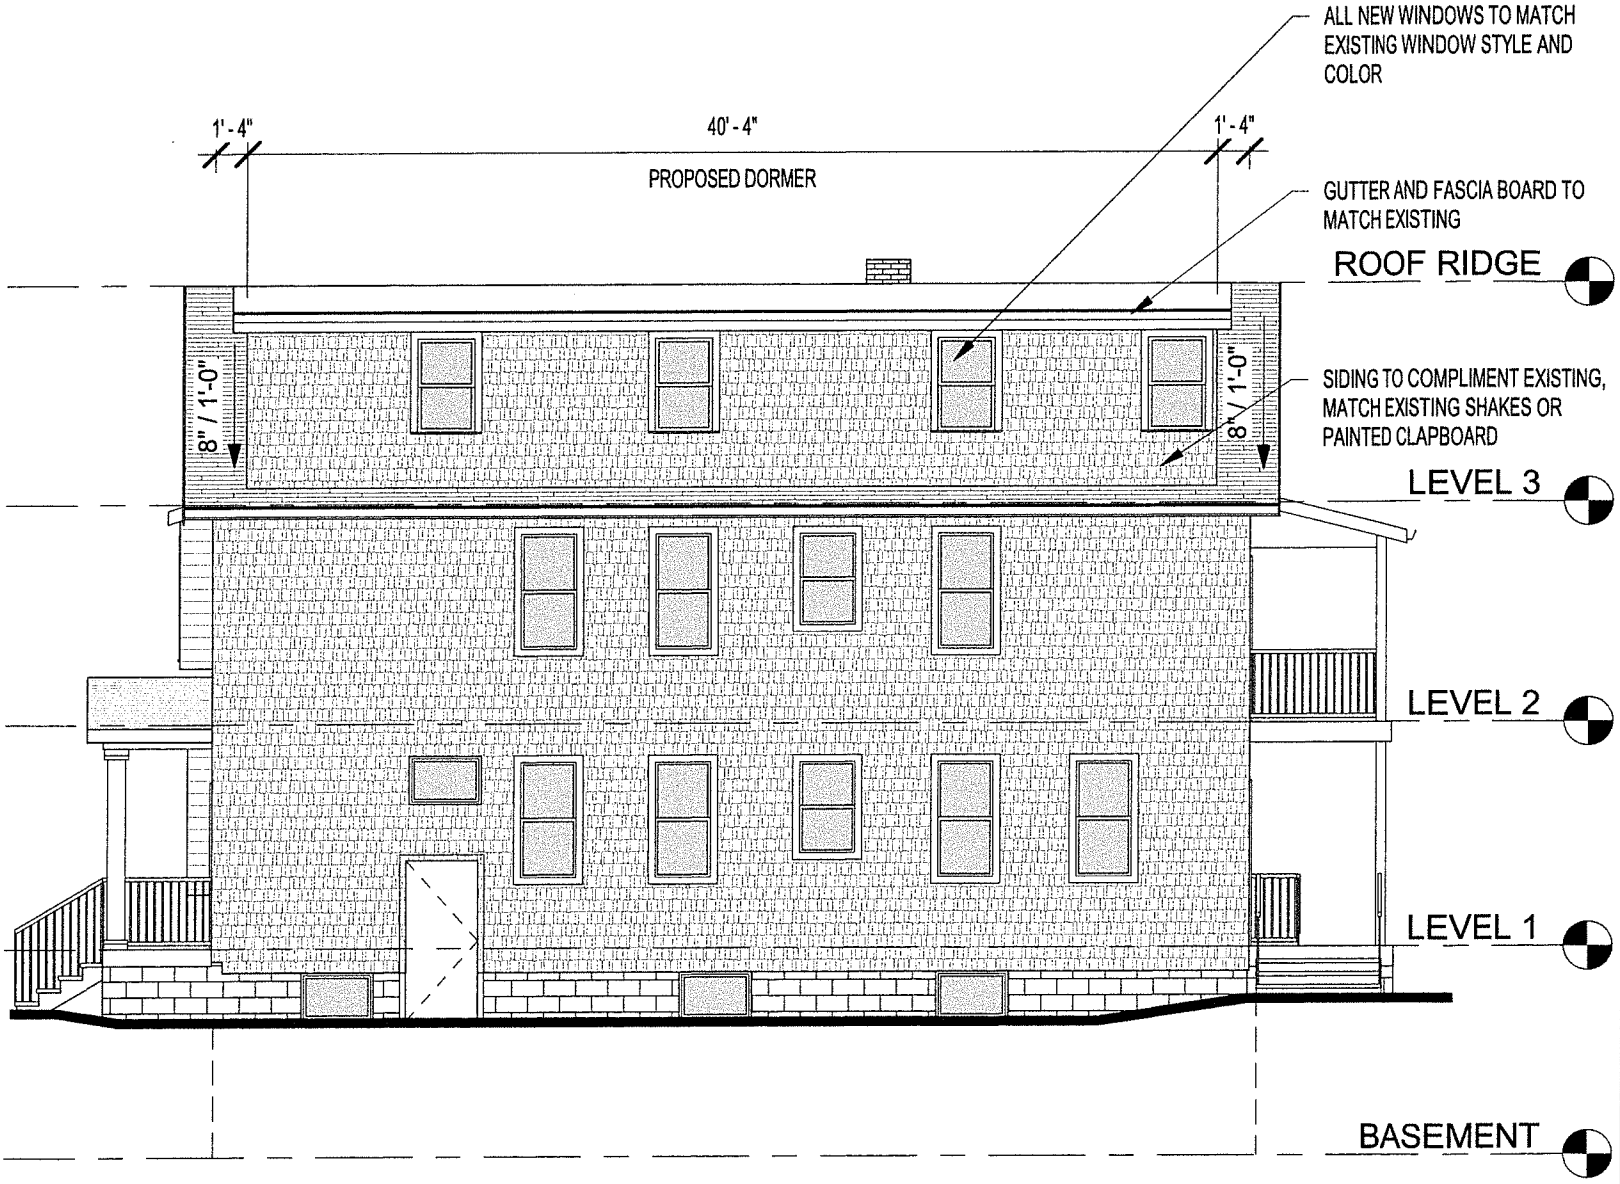 ALL NEW WINDOWS TO MATCH
EXISTING WINDOW STYLE AND
COLOR
1'-4"
40'-4"
1'-4"
PROPOSED DORMER
GUTTER AND FASCIA BOARD TO
MATCH EXISTING
ROOF RIDGE
8" / 1'-0"
8" / 1'-0"
SIDING TO COMPLIMENT EXISTING,
MATCH EXISTING SHAKES OR
PAINTED CLAPBOARD
LEVEL 3
LEVEL 2
LEVEL 1
BASEMENT